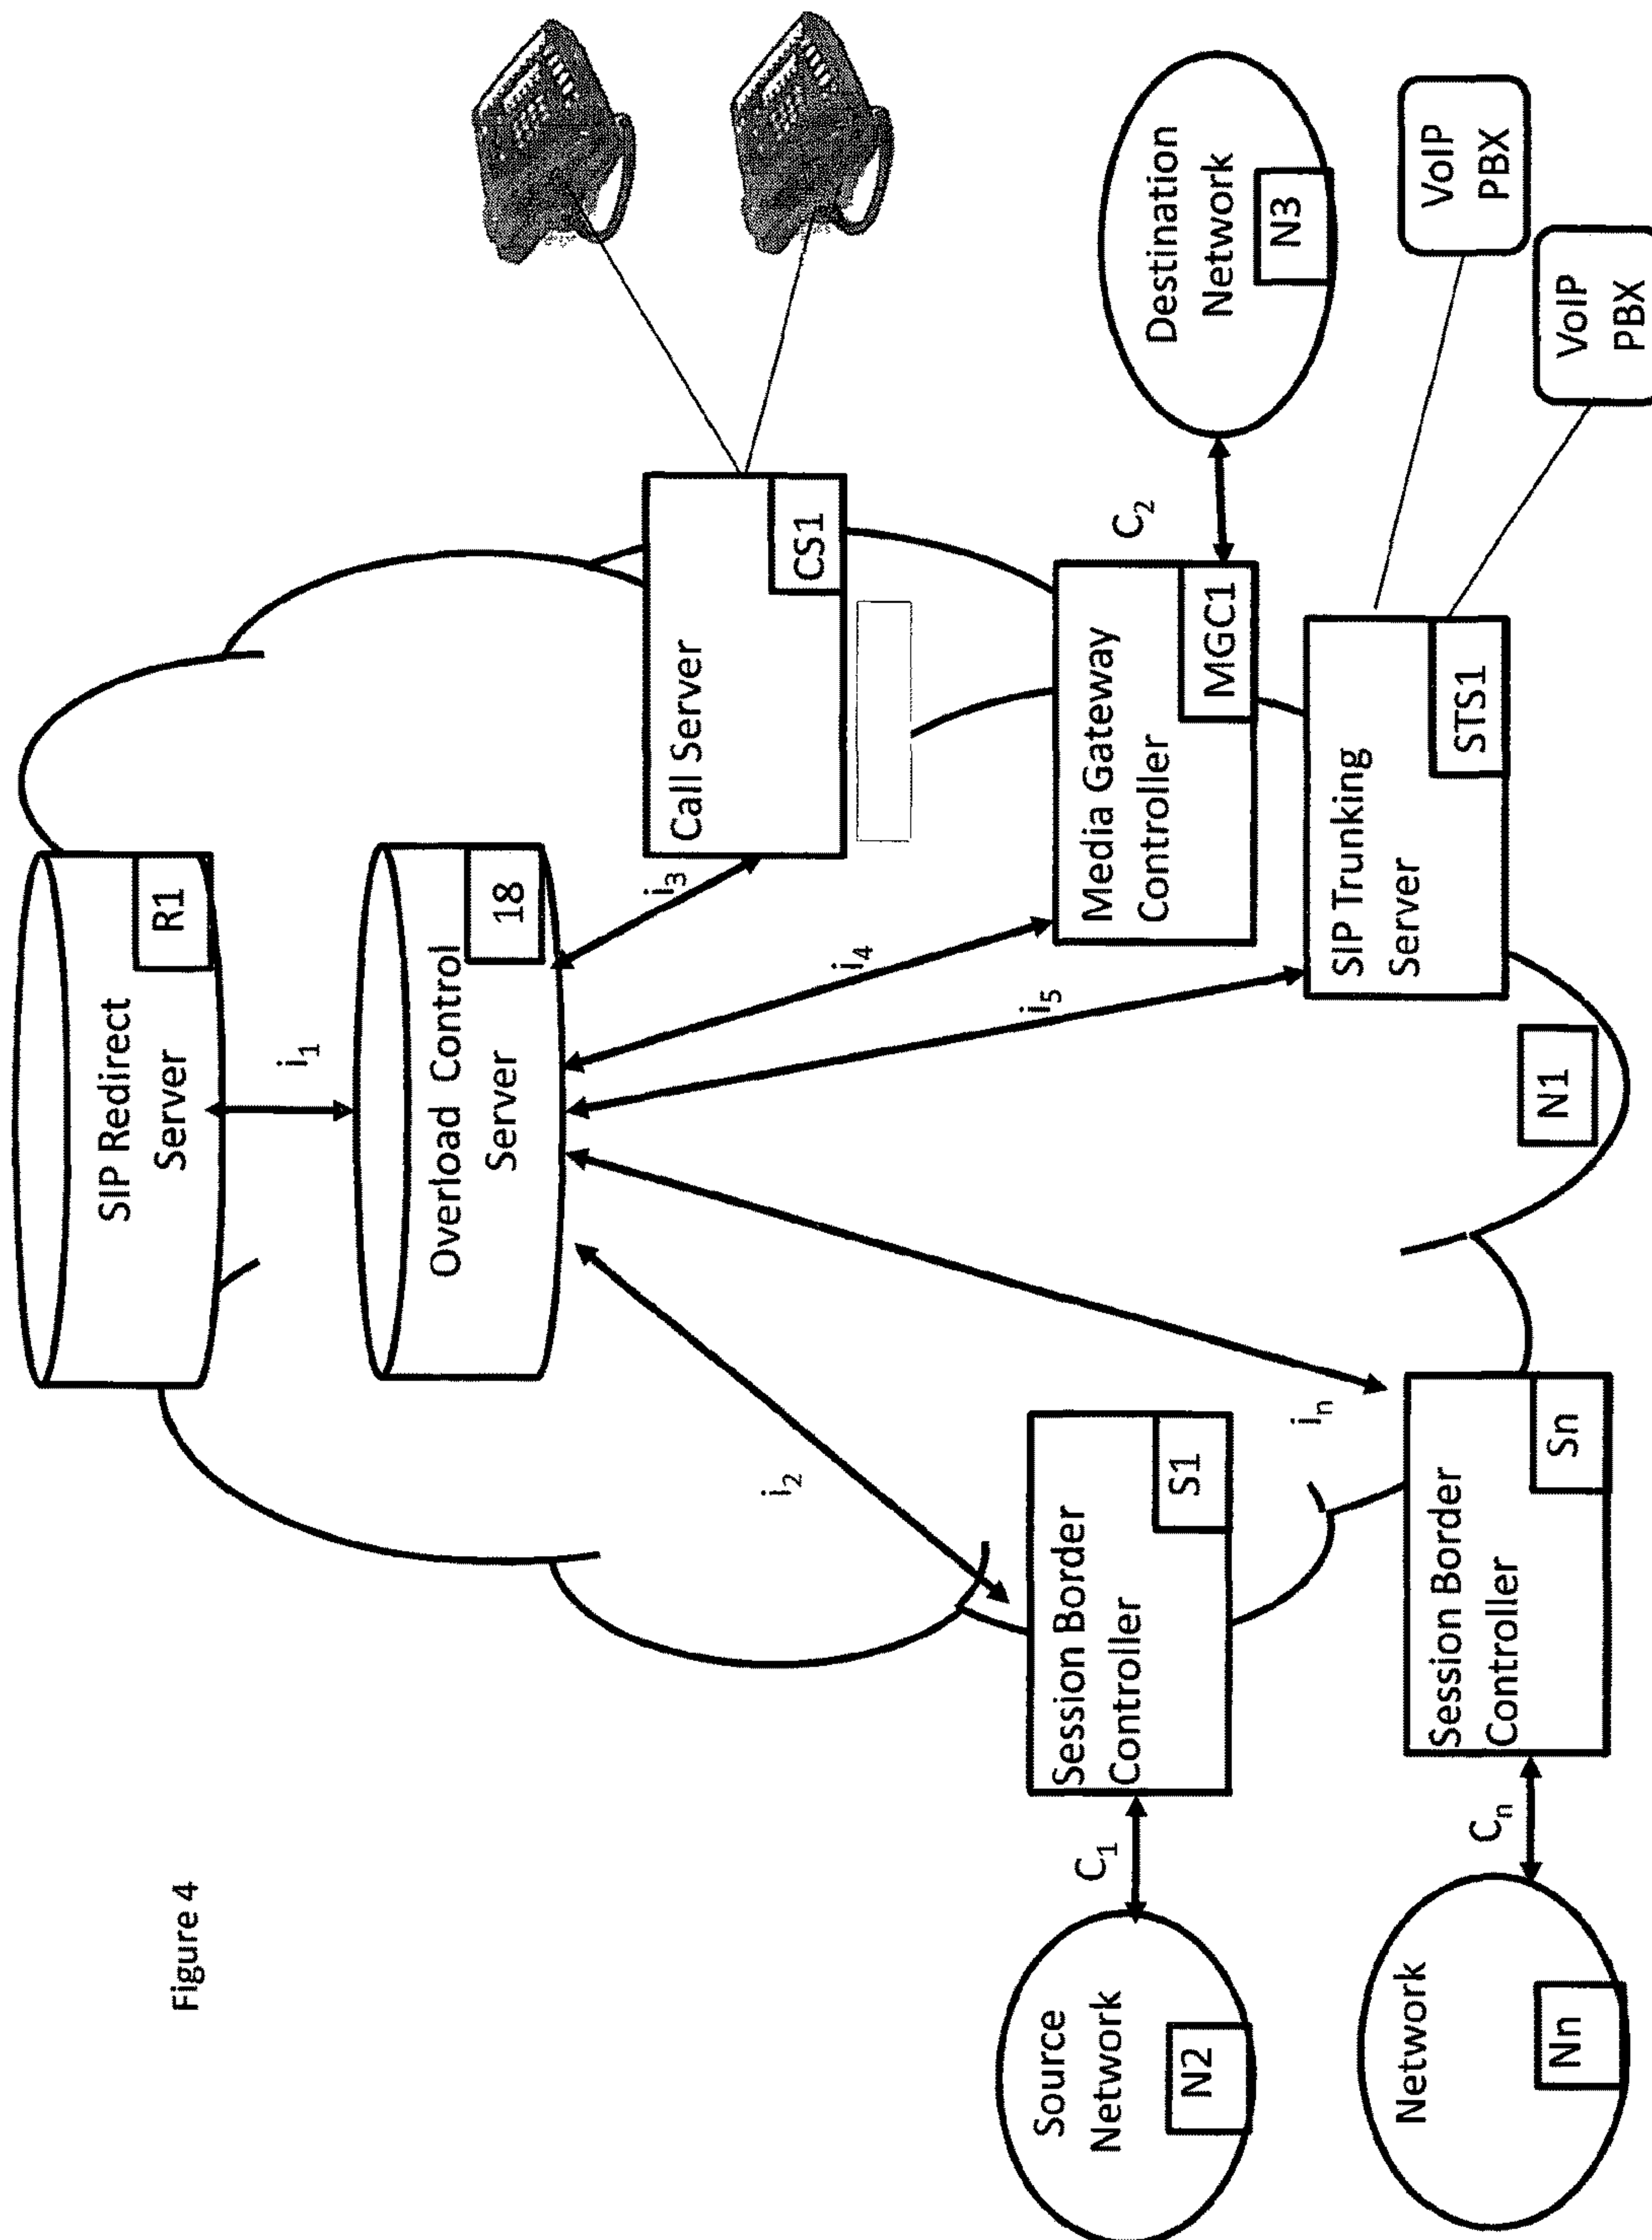 Figure 4
SIP Redirect
Server
R1
i1
Overload Control
Server
18
i2
i3
i4
i5
in
Call Server
CS1
Source
Network
N2
C1
Session Border
Controller
S1
Media Gateway
Controller
MGC1
C2
Destination
Network
N3
Network
Nn
Cn
Session Border
Controller
Sn
N1
SIP Trunking
Server
STS1
VoIP
PBX
VoIP
PBX